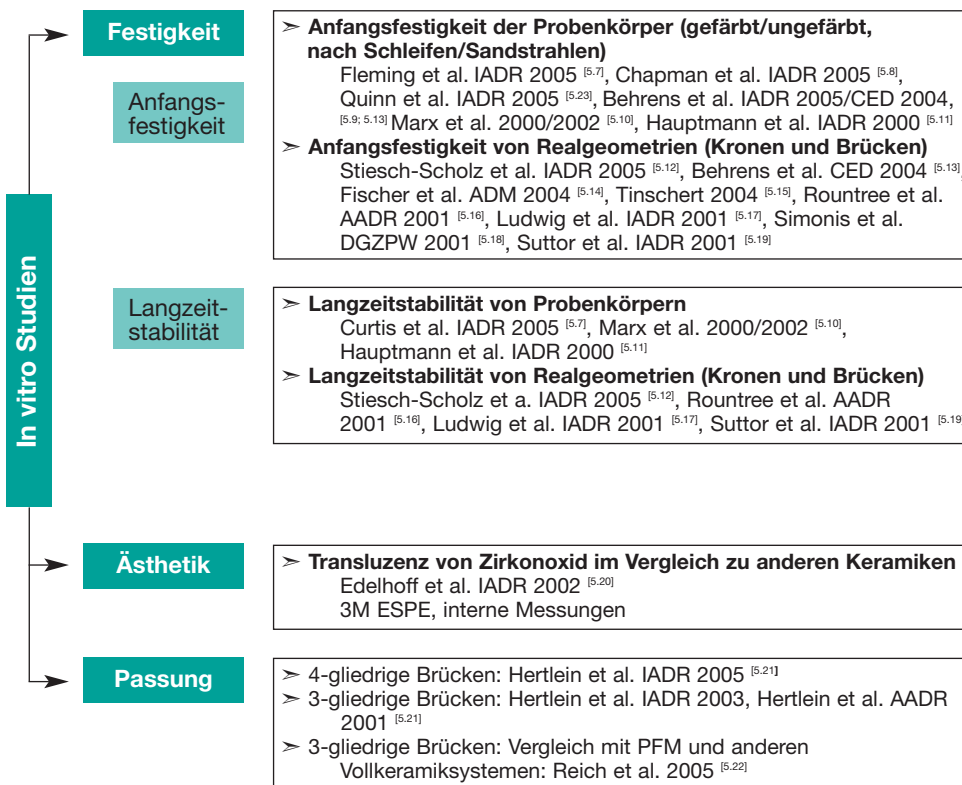 In vitro Studien
Festigkeit
Anfangs-
festigkeit
➣ Anfangsfestigkeit der Probenkörper (gefärbt/ungefärbt,
nach Schleifen/Sandstrahlen)
Fleming et al. IADR 2005 [5.7], Chapman et al. IADR 2005 [5.8],
Quinn et al. IADR 2005 [5.23], Behrens et al. IADR 2005/CED 2004,
[5.9; 5.13] Marx et al. 2000/2002 [5.10], Hauptmann et al. IADR 2000 [5.11]
➣ Anfangsfestigkeit von Realgeometrien (Kronen und Brücken)
Stiesch-Scholz et al. IADR 2005 [5.12], Behrens et al. CED 2004 [5.13],
Fischer et al. ADM 2004 [5.14], Tinschert 2004 [5.15], Rountree et al.
AADR 2001 [5.16], Ludwig et al. IADR 2001 [5.17], Simonis et al.
DGZPW 2001 [5.18], Suttor et al. IADR 2001 [5.19]
Langzeit-
stabilität
➣ Langzeitstabilität von Probenkörpern
Curtis et al. IADR 2005 [5.7], Marx et al. 2000/2002 [5.10],
Hauptmann et al. IADR 2000 [5.11]
➣ Langzeitstabilität von Realgeometrien (Kronen und Brücken)
Stiesch-Scholz et a. IADR 2005 [5.12], Rountree et al. AADR
2001 [5.16], Ludwig et al. IADR 2001 [5.17], Suttor et al. IADR 2001 [5.19]
Ästhetik
➣ Transluzenz von Zirkonoxid im Vergleich zu anderen Keramiken
Edelhoff et al. IADR 2002 [5.20]
3M ESPE, interne Messungen
Passung
➣ 4-gliedrige Brücken: Hertlein et al. IADR 2005 [5.21]
➣ 3-gliedrige Brücken: Hertlein et al. IADR 2003, Hertlein et al. AADR
2001 [5.21]
➣ 3-gliedrige Brücken: Vergleich mit PFM und anderen
Vollkeramiksystemen: Reich et al. 2005 [5.22]